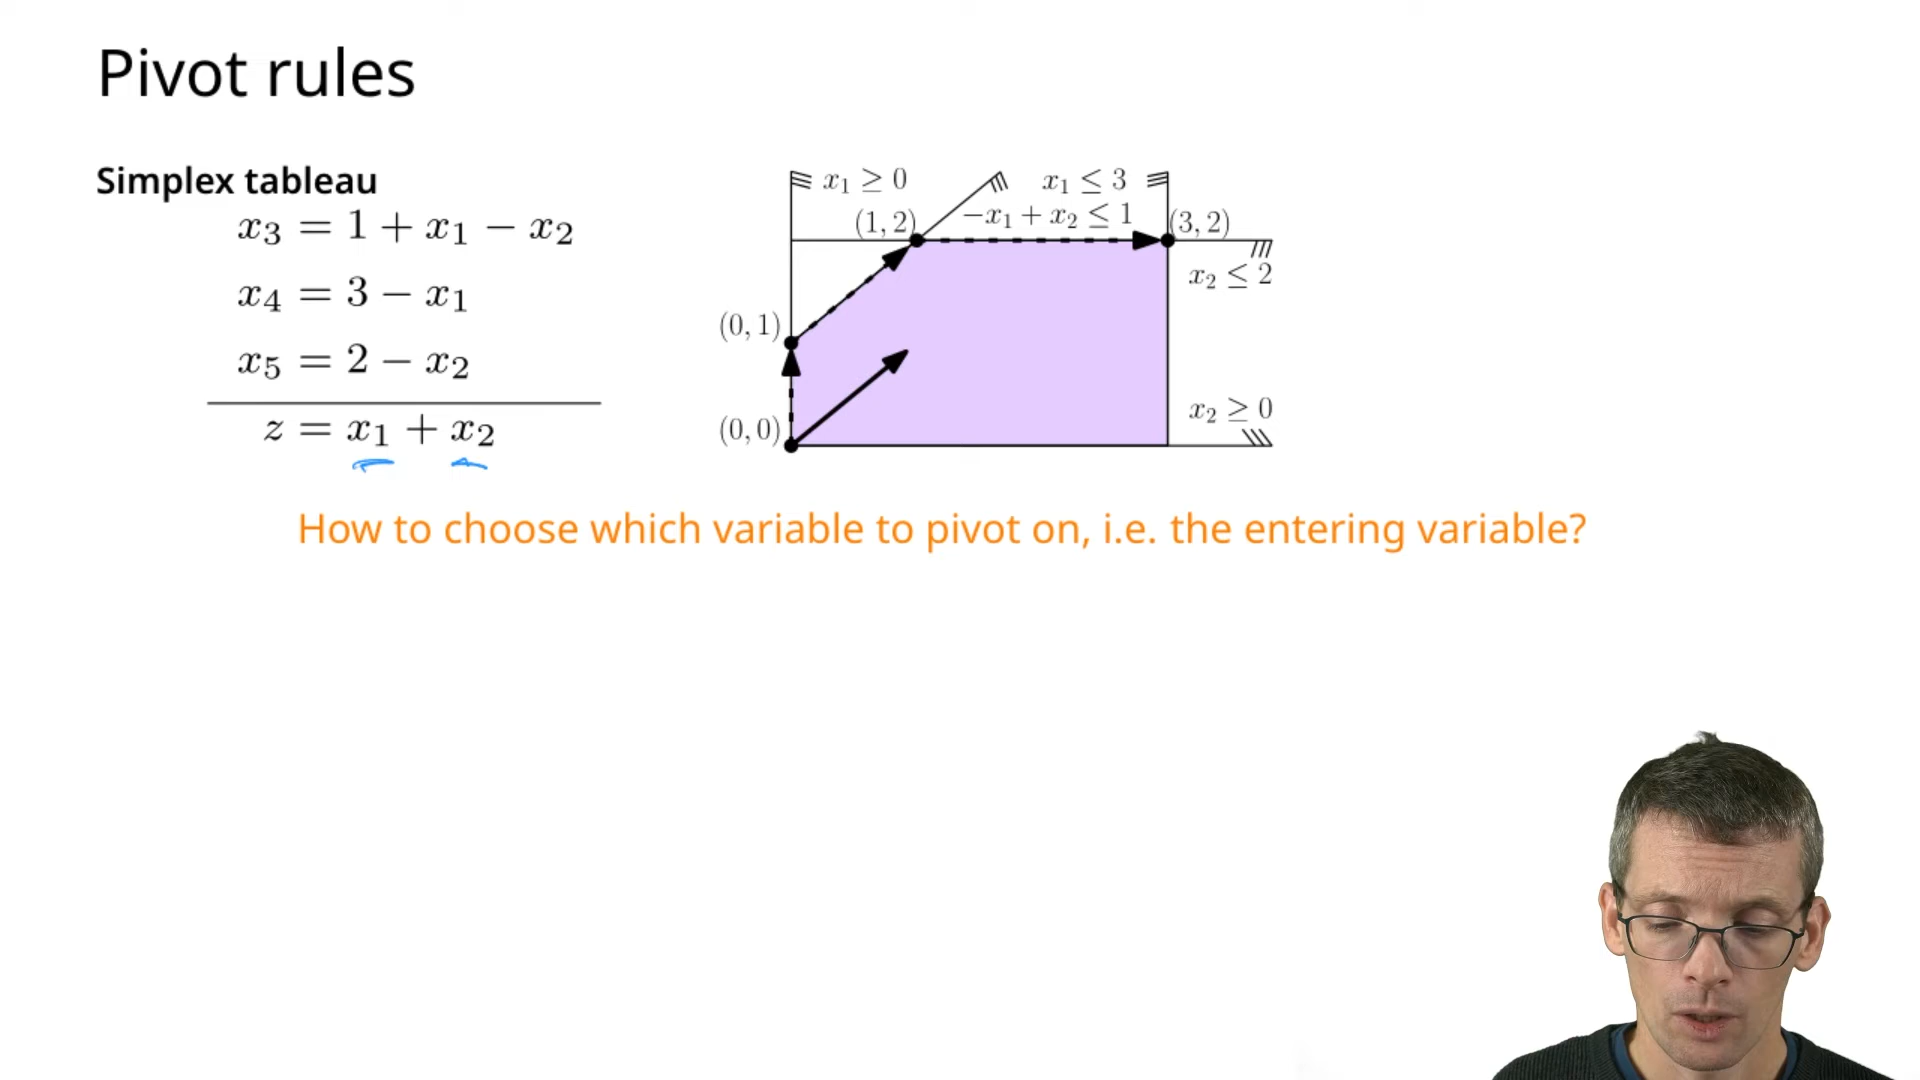 Pivot rules
Simplex tableau
x₃ = 1 + x₁ − x₂
x₄ = 3 − x₁
x₅ = 2 − x₂
z = x₁ + x₂
x₁ ≥ 0
x₁ ≤ 3
(1, 2)
−x₁ + x₂ ≤ 1
(3, 2)
x₂ ≤ 2
(0, 1)
x₂ ≥ 0
(0, 0)
How to choose which variable to pivot on, i.e. the entering variable?